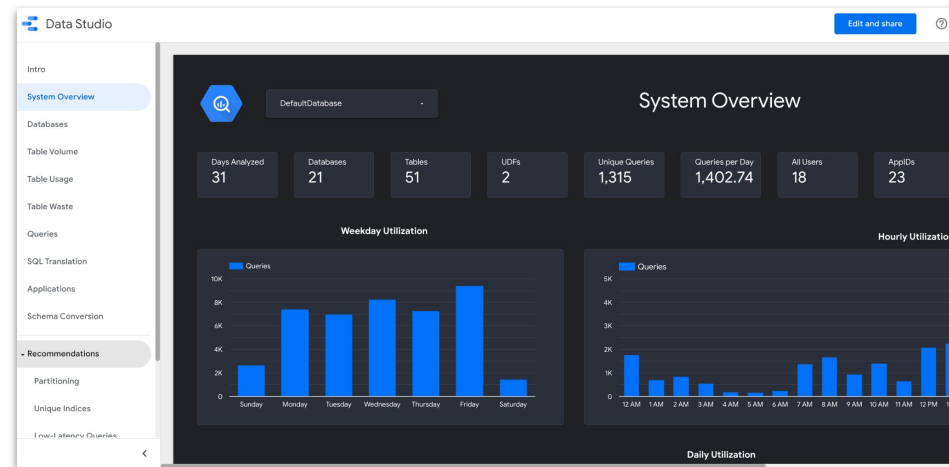 Data Studio
Edit and share
Intro
System Overview
Databases
Table Volume
Table Usage
Table Waste
Queries
SQL Translation
Applications
Schema Conversion
Recommendations
Partitioning
Unique Indices
Low-Latency Queries
DefaultDatabase
System Overview
Days Analyzed
31
Databases
21
Tables
51
UDFs
2
Unique Queries
1,315
Queries per Day
1,402.74
All Users
18
AppIDs
23
Weekday Utilization
Queries
10K
8K
6K
4K
2K
0
Sunday Monday Tuesday Wednesday Thursday Friday Saturday
Hourly Utilizatio
Queries
5K
4K
3K
2K
1K
0
12 AM 1 AM 2 AM 3 AM 4 AM 5 AM 6 AM 7 AM 8 AM 9 AM 10 AM 11 AM 12 PM
Daily Utilization